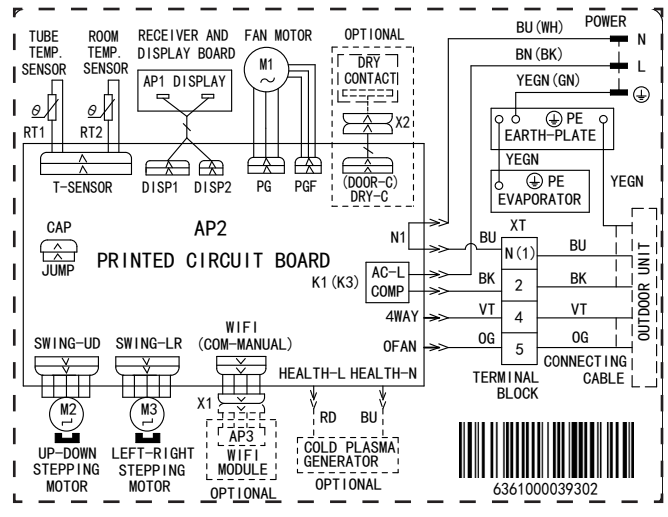 TUBE
TEMP.
SENSOR
ROOM
TEMP.
SENSOR
RECEIVER AND
DISPLAY BOARD
AP1 DISPLAY
FAN MOTOR
M1
OPTIONAL
DRY
CONTACT
X2
BU(WH)
BN(BK)
YEGN(GN)
POWER
N
L
PE
EARTH-PLATE
YEGN
PE
EVAPORATOR
YEGN
θ
RT1
θ
RT2
T-SENSOR
DISP1
DISP2
PG
PGF
(DOOR-C)
DRY-C
CAP
JUMP
AP2
PRINTED CIRCUIT BOARD
N1
K1(K3)
AC-L
COMP
4WAY
OFAN
BU
BK
VT
OG
XT
N(1)
2
4
5
TERMINAL
BLOCK
BU
BK
VT
OG
CONNECTING
CABLE
OUTDOOR UNIT
SWING-UD
SWING-LR
WIFI
(COM-MANUAL)
HEALTH-L
HEALTH-N
M2
M3
X1
AP3
WIFI
MODULE
OPTIONAL
RD
BU
COLD PLASMA
GENERATOR
OPTIONAL
UP-DOWN
STEPPING
MOTOR
LEFT-RIGHT
STEPPING
MOTOR
6361000039302